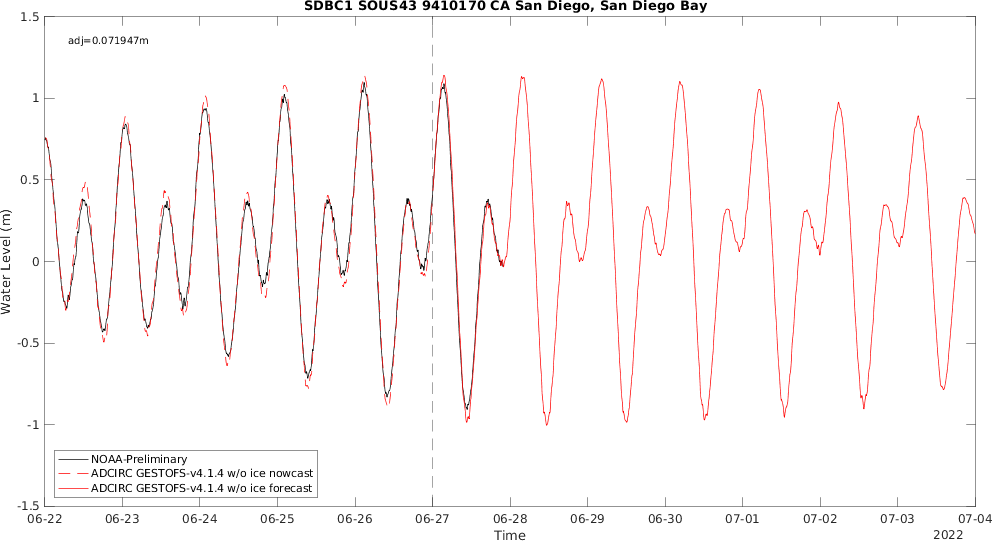 SDBC1 SOUS43 9410170 CA San Diego, San Diego Bay
adj=0.071947m
1.5
1
0.5
0
-0.5
-1
-1.5
Water Level (m)
NOAA-Preliminary
ADCIRC GESTOFS-v4.1.4 w/o ice nowcast
ADCIRC GESTOFS-v4.1.4 w/o ice forecast
06-22 06-23 06-24 06-25 06-26 06-27 06-28 06-29 06-30 07-01 07-02 07-03 07-04
Time
2022